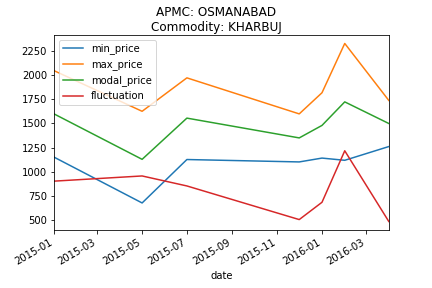 APMC: OSMANABAD
Commodity: KHARBUJ
min_price
max_price
modal_price
fluctuation
2250
2000
1750
1500
1250
1000
750
500
2015-01
2015-03
2015-05
2015-07
2015-09
2015-11
2016-01
2016-03
date